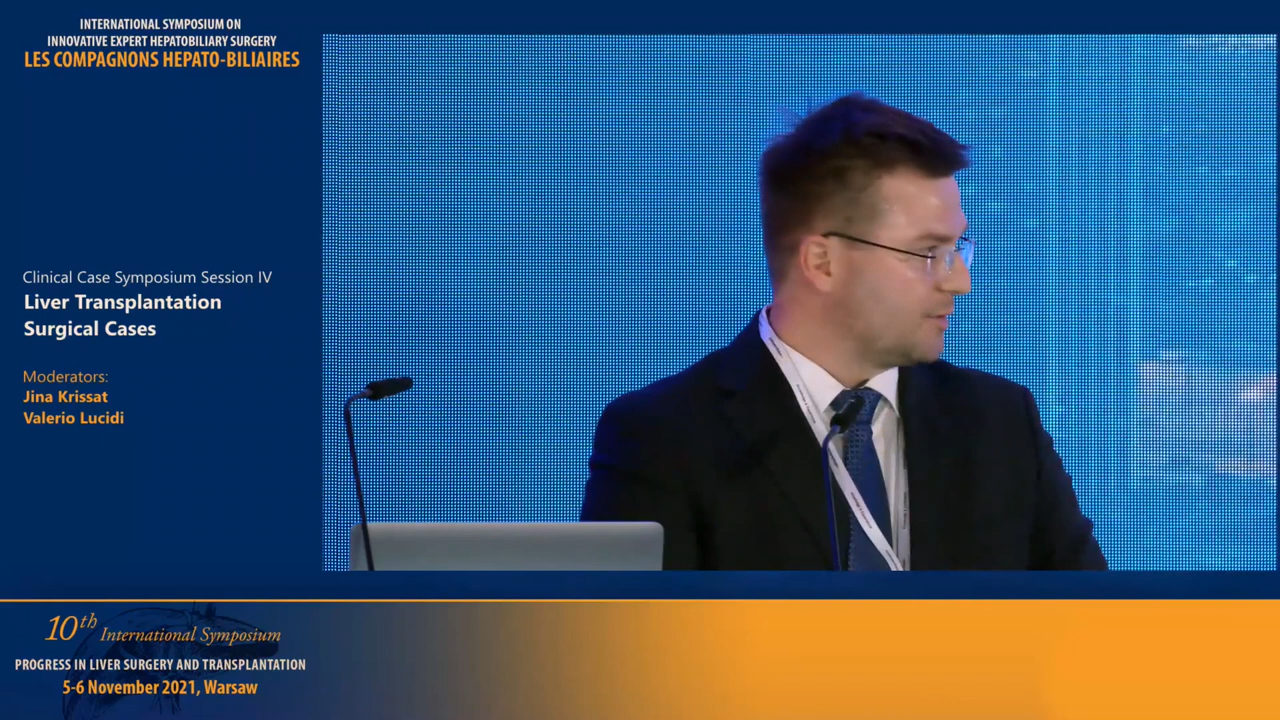 INTERNATIONAL SYMPOSIUM ON
INNOVATIVE EXPERT HEPATOBILIARY SURGERY
LES COMPAGNONS HEPATO-BILIAIRES
Clinical Case Symposium Session IV
Liver Transplantation
Surgical Cases
Moderators:
Jina Krissat
Valerio Lucidi
10th International Symposium
PROGRESS IN LIVER SURGERY AND TRANSPLANTATION
5-6 November 2021, Warsaw